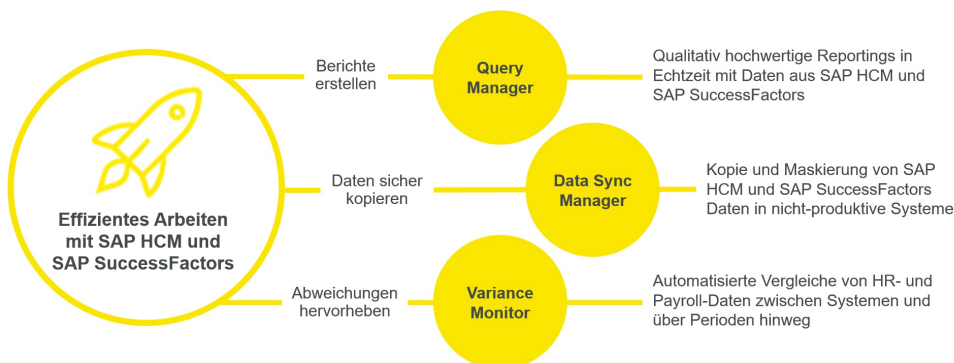 Effizientes Arbeiten
mit SAP HCM und
SAP SuccessFactors
Berichte
erstellen
Query
Manager
Qualitativ hochwertige Reportings in
Echtzeit mit Daten aus SAP HCM und
SAP SuccessFactors
Daten sicher
kopieren
Data Sync
Manager
Kopie und Maskierung von SAP
HCM und SAP SuccessFactors
Daten in nicht-produktive Systeme
Abweichungen
hervorheben
Variance
Monitor
Automatisierte Vergleiche von HR- und
Payroll-Daten zwischen Systemen und
über Perioden hinweg